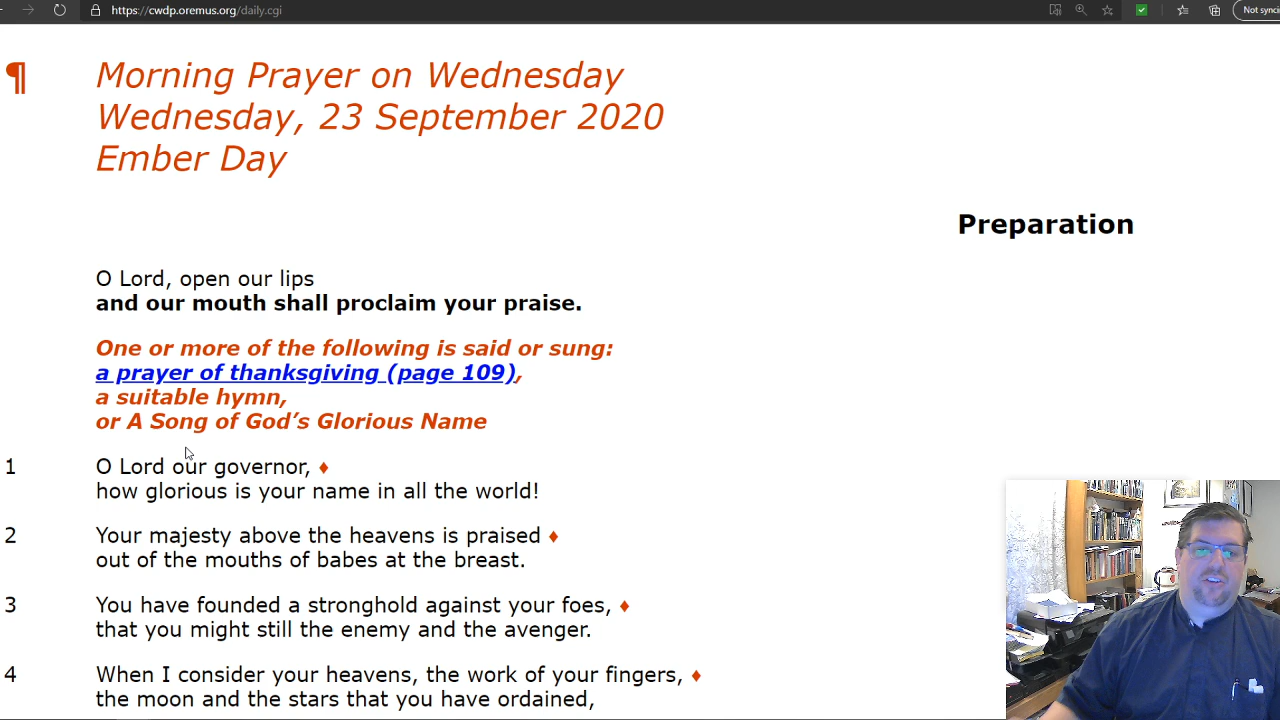 https://cwdp.oremus.org/daily.cgi
Not synci
¶ Morning Prayer on Wednesday
Wednesday, 23 September 2020
Ember Day
Preparation
O Lord, open our lips
and our mouth shall proclaim your praise.
One or more of the following is said or sung:
a prayer of thanksgiving (page 109),
a suitable hymn,
or A Song of God’s Glorious Name
1 O Lord our governor, ♦
how glorious is your name in all the world!
2 Your majesty above the heavens is praised ♦
out of the mouths of babes at the breast.
3 You have founded a stronghold against your foes, ♦
that you might still the enemy and the avenger.
4 When I consider your heavens, the work of your fingers, ♦
the moon and the stars that you have ordained,